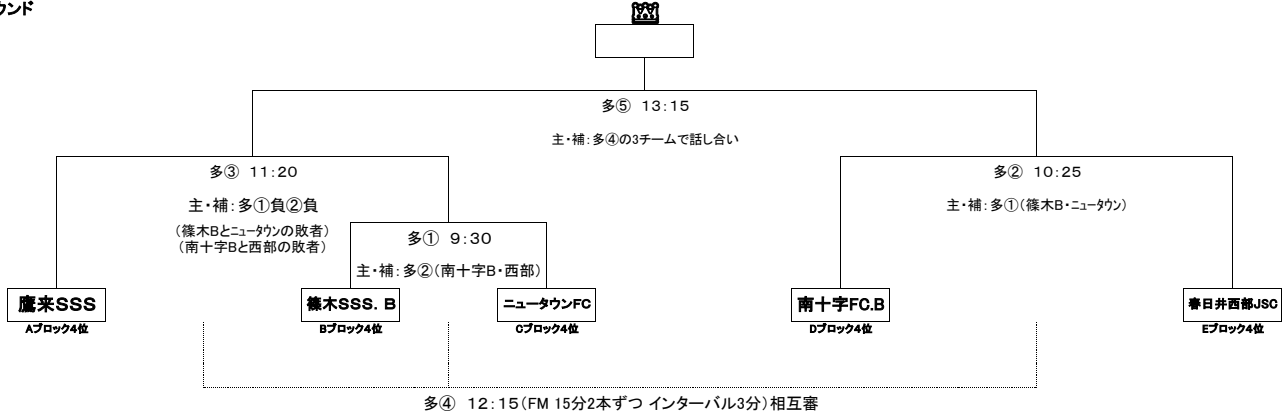 ウンド
多⑤ 13：15
主・補：多④の3チームで話し合い
多③ 11：20
多② 10：25
主・補：多①負②負
主・補：多①（篠木B・ニュータウン）
（篠木Bとニュータウンの敗者）
（南十字Bと西部の敗者）
多① 9：30
主・補：多②（南十字B・西部）
鷹来SSS
篠木SSS．B
ニュータウンFC
南十字FC.B
春日井西部JSC
Aブロック4位
Bブロック4位
Cブロック4位
Dブロック4位
Eブロック4位
多④ 12：15（FM 15分2本ずつ インターバル3分）相互審